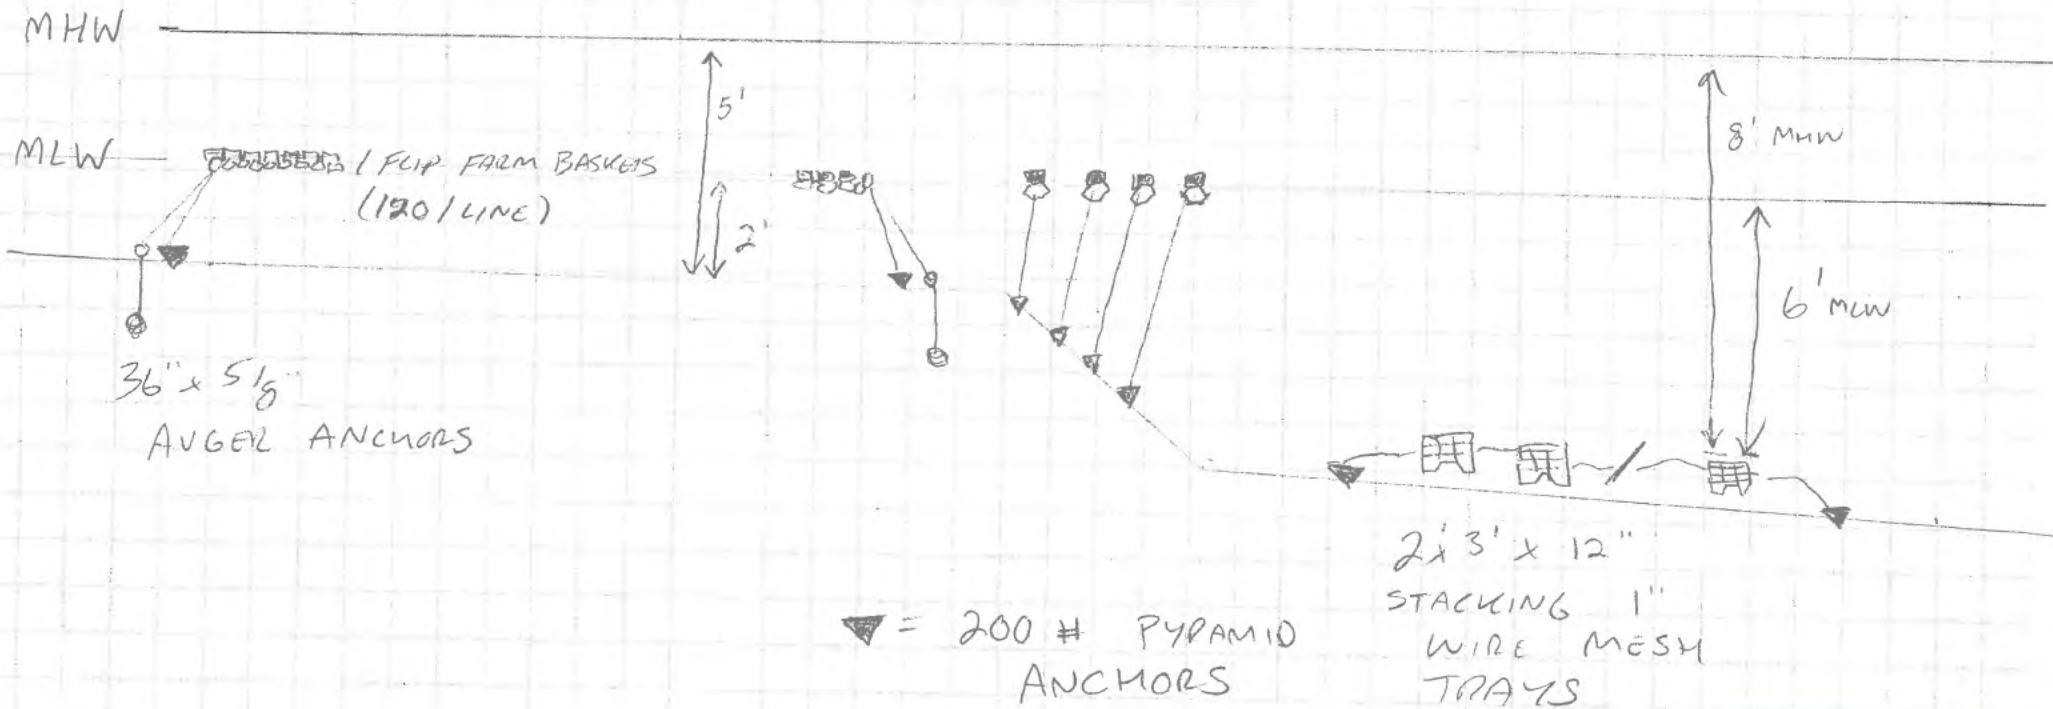 MHW
5'
8' MHW
MLW
/ FLIP FARM BASKETS
(120/LINE)
2'
6' MLW
36" x 5/8"
AUGER ANCHORS
2' x 3' x 12"
STACKING 1"
WIRE MESH
TRAYS
= 200 # PYRAMID
ANCHORS